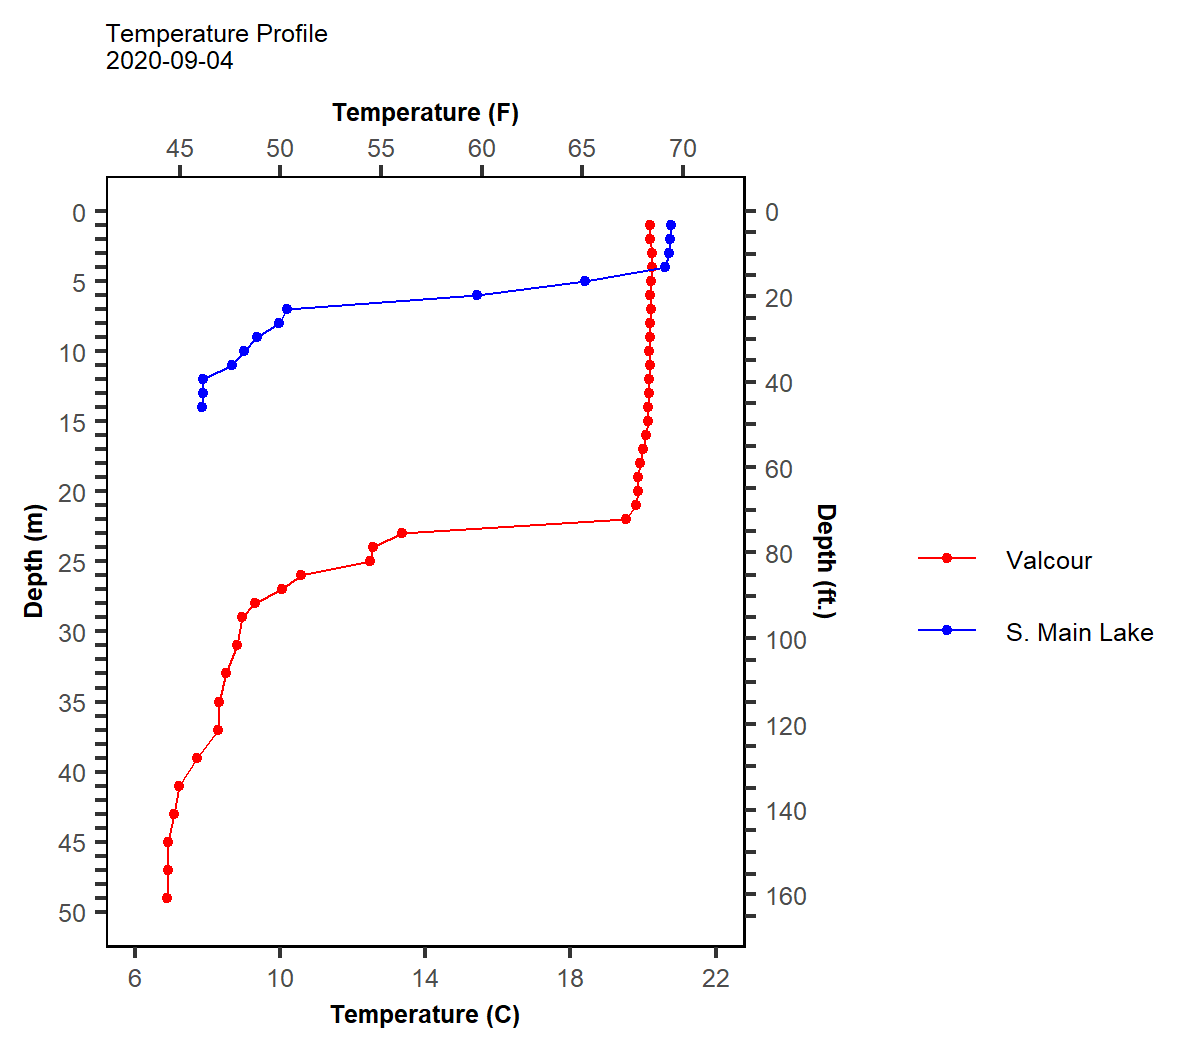 Temperature Profile
2020-09-04
Temperature (F)
45 50 55 60 65 70
0 5 10 15 20 25 30 35 40 45 50
Depth (m)
0 20 40 60 80 100 120 140 160
Depth (ft.)
6 10 14 18 22
Temperature (C)
Valcour
S. Main Lake